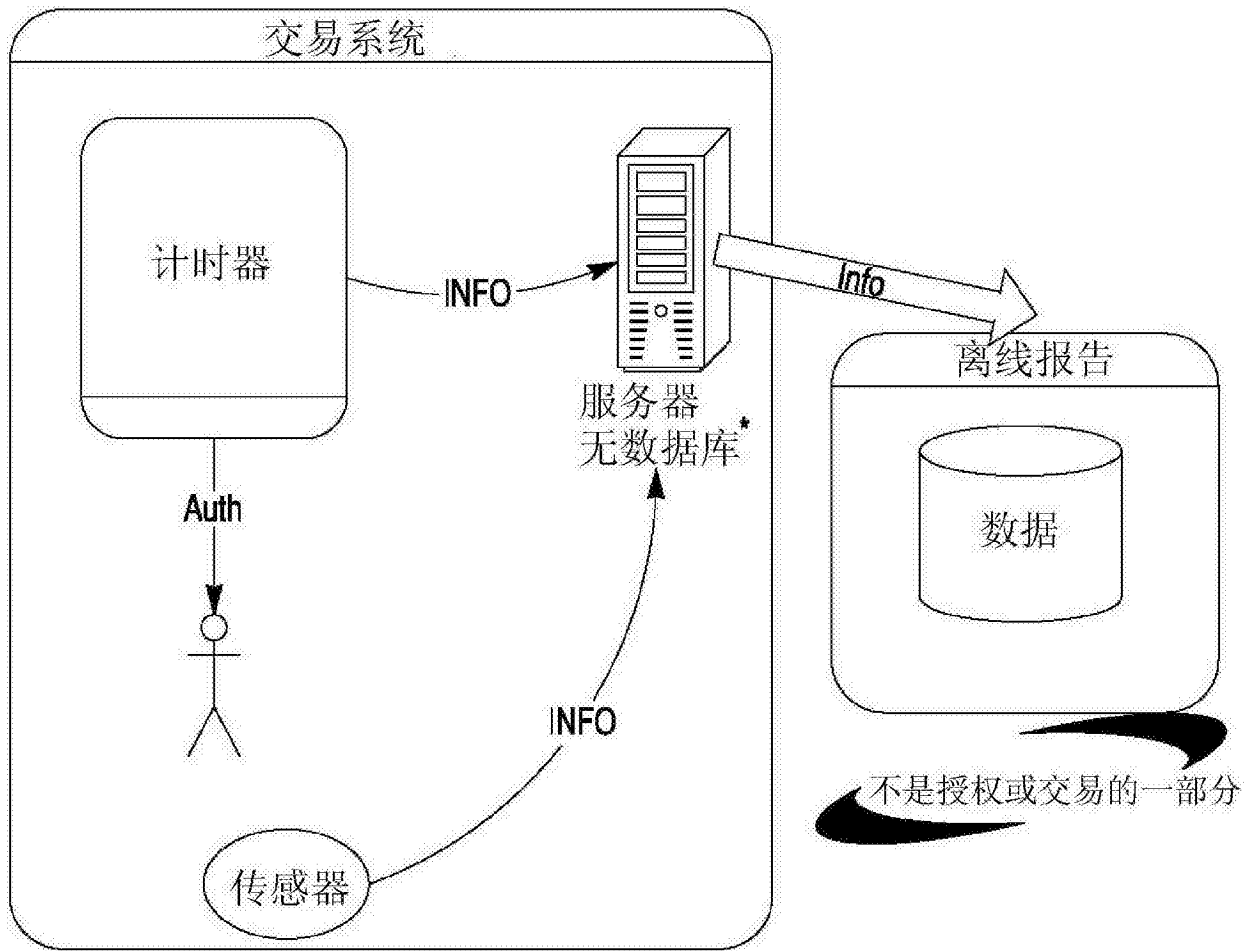 交易系统
计时器
INFO
Info
离线报告
服务器
无数据库*
数据
Auth
INFO
不是授权或交易的一部分
传感器